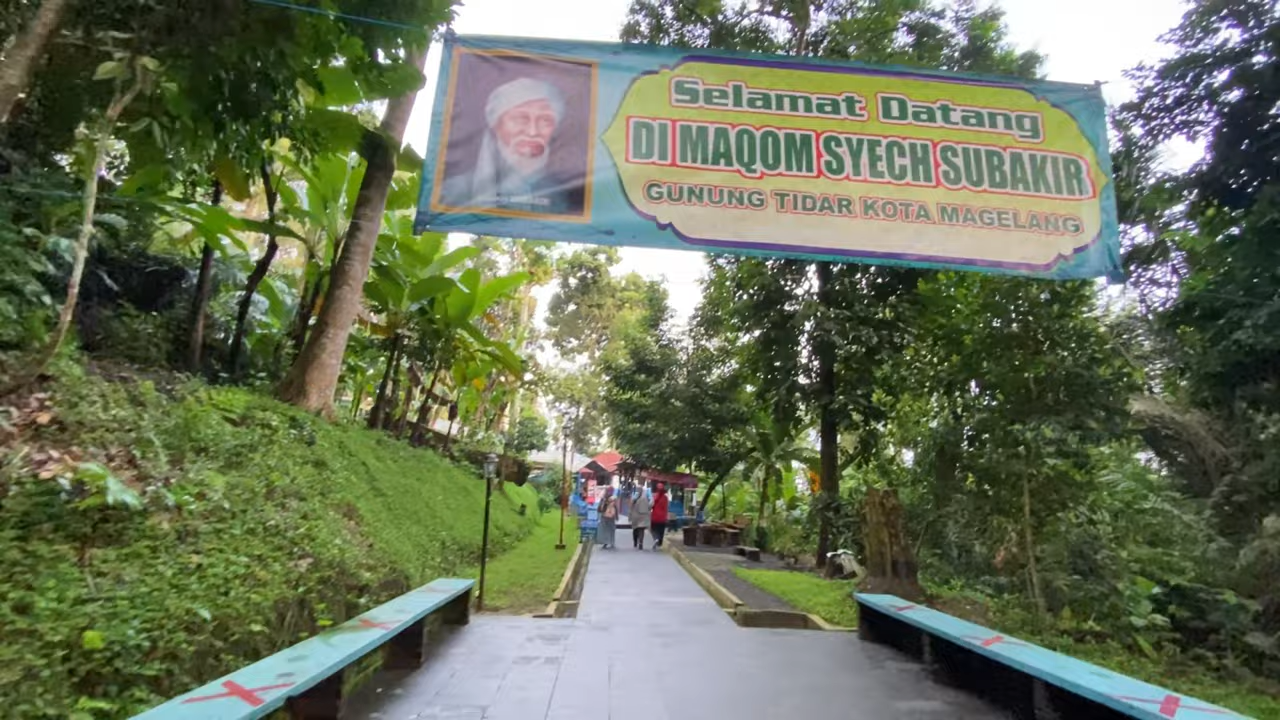 Selamat Datang
DI MAQOM SYECH SUBAKIR
GUNUNG TIDAR KOTA MAGELANG